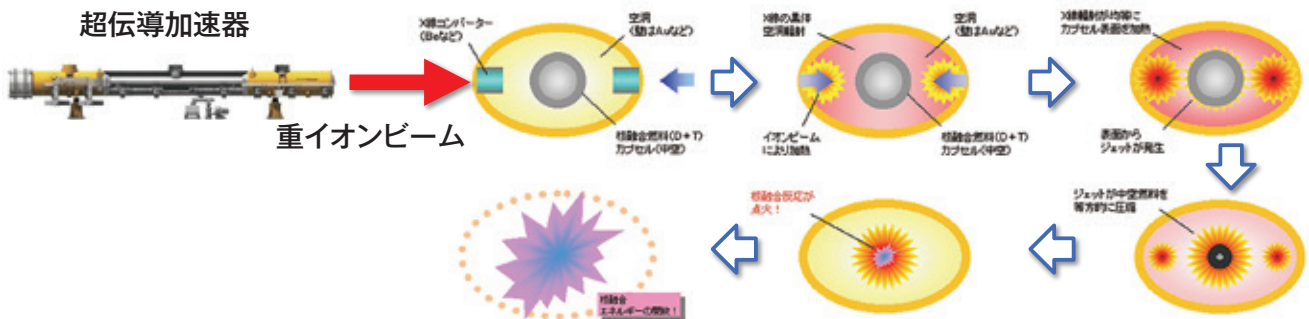 超伝導加速器
重イオンビーム
X線コンバーター
(Beなど)
空洞
(壁はAuなど)
核融合燃料(D+T)
カプセル(中空)
X線の黒体
空洞輻射
空洞
(壁はAuなど)
イオンビーム
により加熱
核融合燃料(D+T)
カプセル(中空)
X線輻射が均等に
カプセル表面を加熱
表面から
ジェットが発生
ジェットが中空燃料を
等方的に圧縮
核融合反応が
点火！
核融合
エネルギーの開放！